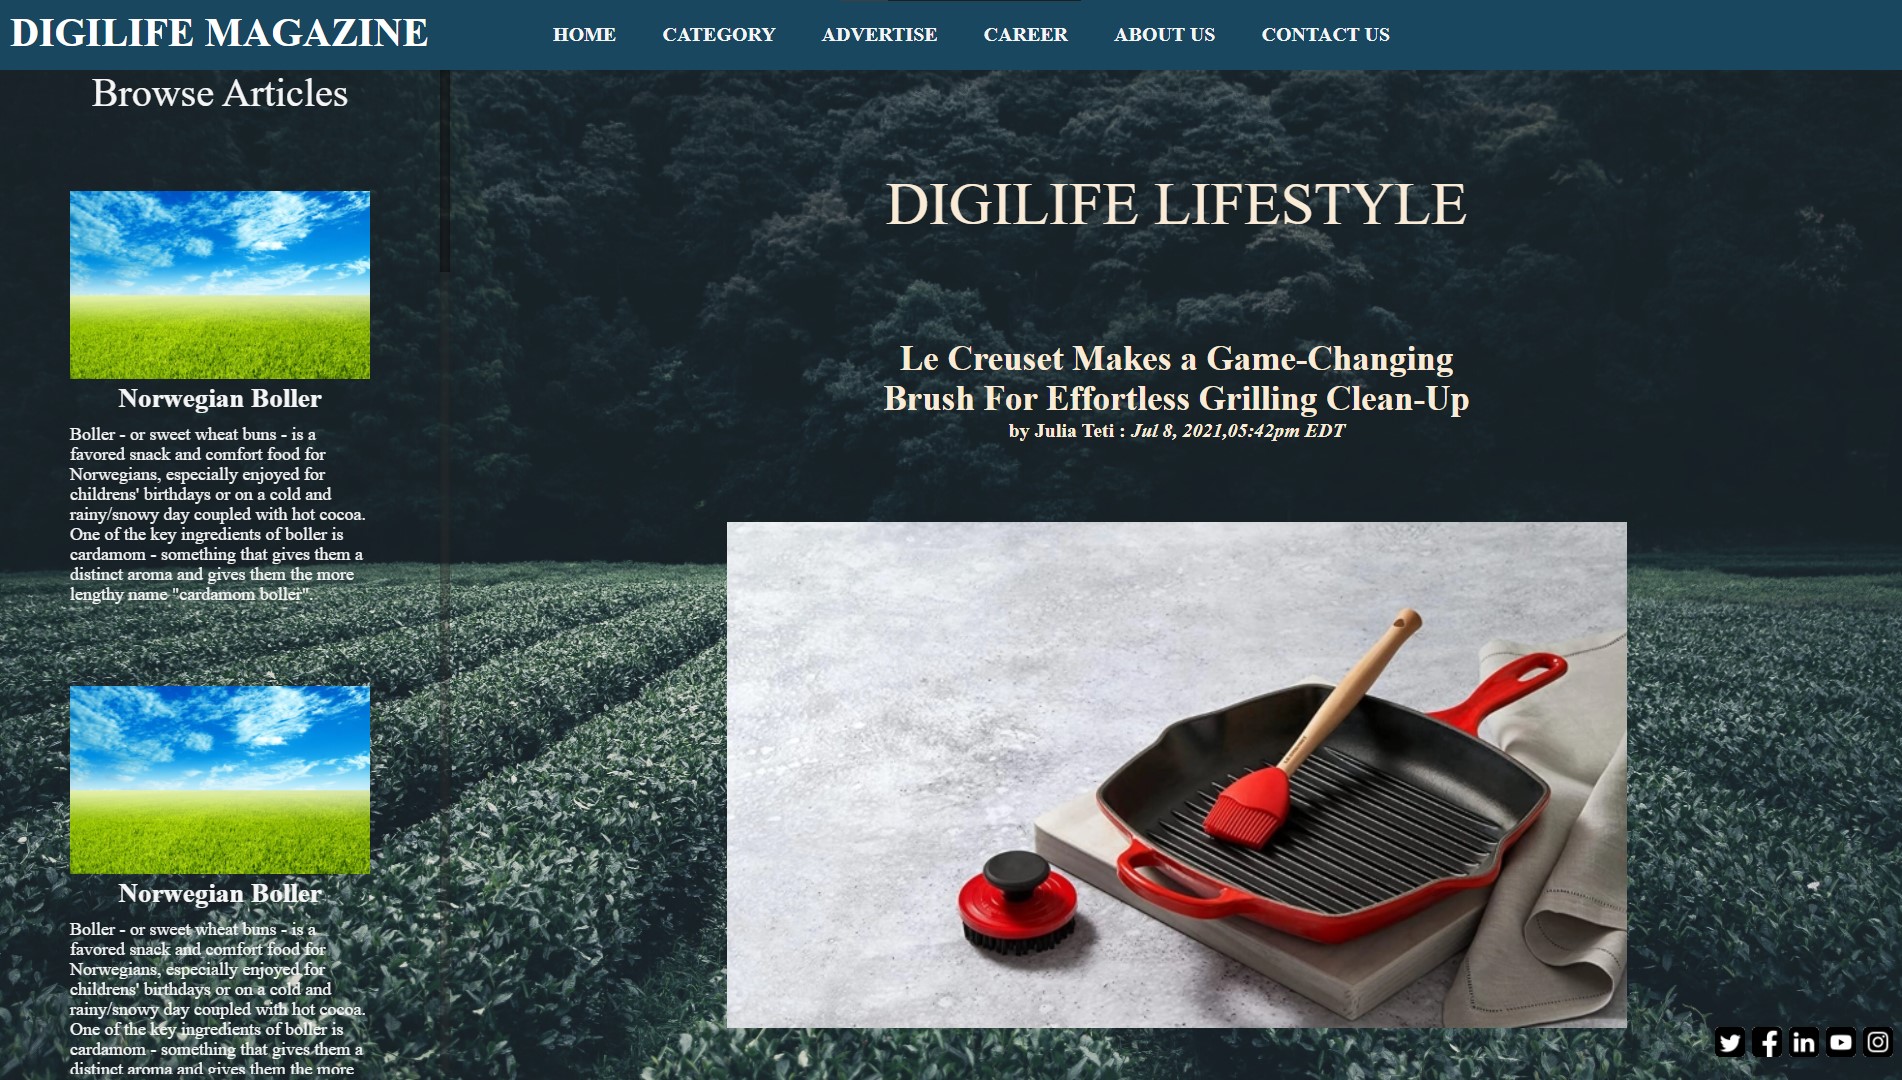 DIGILIFE MAGAZINE
HOME CATEGORY ADVERTISE CAREER ABOUT US CONTACT US
Browse Articles
Norwegian Boller
Boller - or sweet wheat buns - is a
favored snack and comfort food for
Norwegians, especially enjoyed for
childrens' birthdays or on a cold and
rainy/snowy day coupled with hot cocoa.
One of the key ingredients of boller is
cardamom - something that gives them a
distinct aroma and gives them the more
lengthy name "cardamom boller".
Norwegian Boller
Boller - or sweet wheat buns - is a
favored snack and comfort food for
Norwegians, especially enjoyed for
childrens' birthdays or on a cold and
rainy/snowy day coupled with hot cocoa.
One of the key ingredients of boller is
cardamom - something that gives them a
distinct aroma and gives them the more
DIGILIFE LIFESTYLE
Le Creuset Makes a Game-Changing
Brush For Effortless Grilling Clean-Up
by Julia Teti : Jul 8, 2021,05:42pm EDT